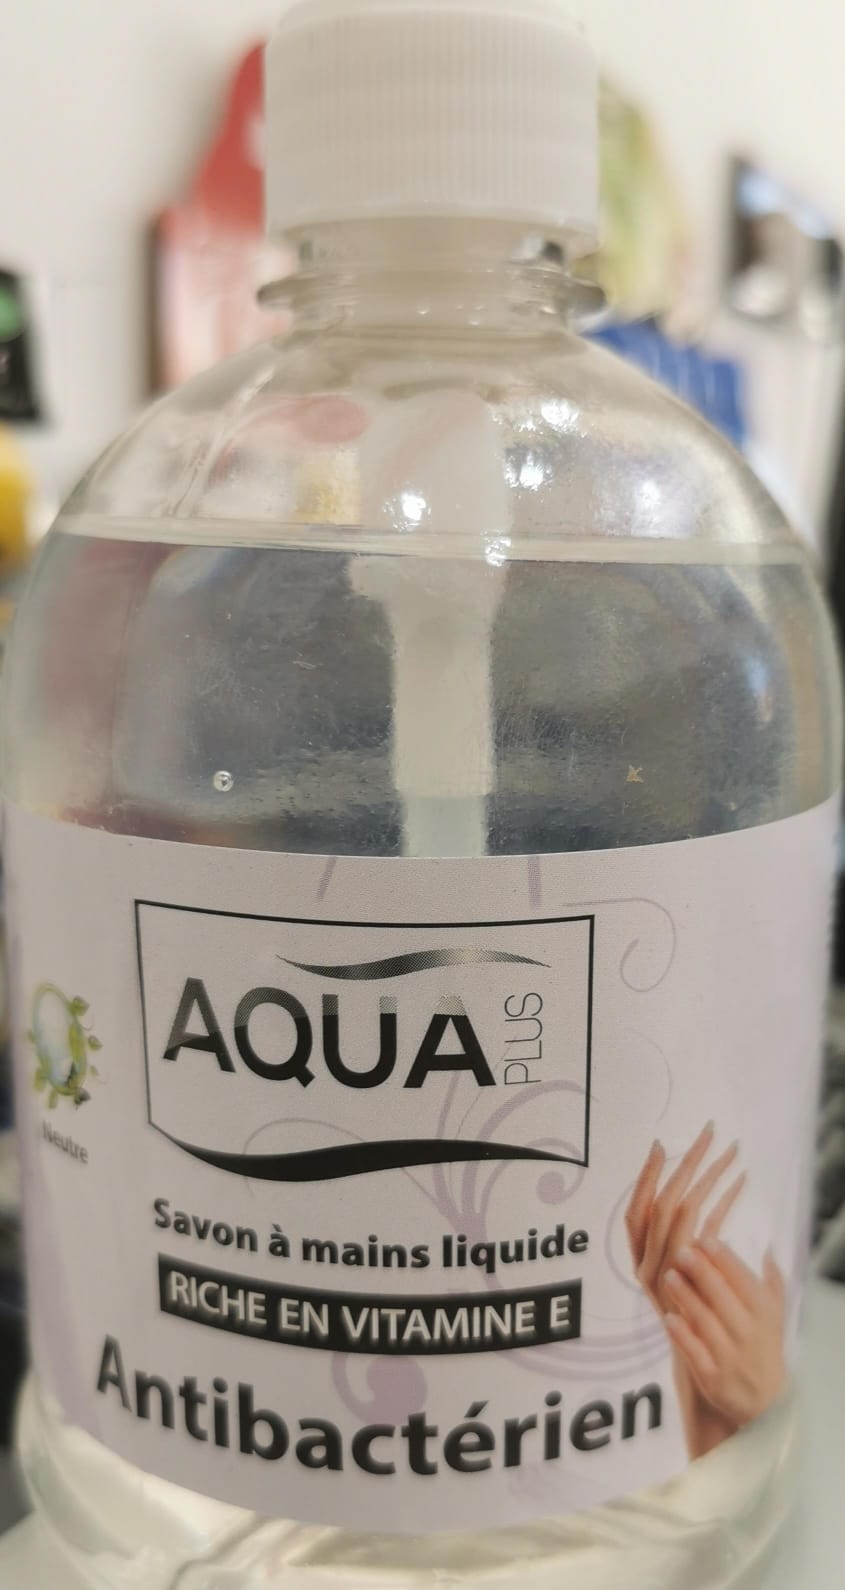 AQUA PLUS
Neutre
Savon à mains liquide
RICHE EN VITAMINE E
Antibactérien